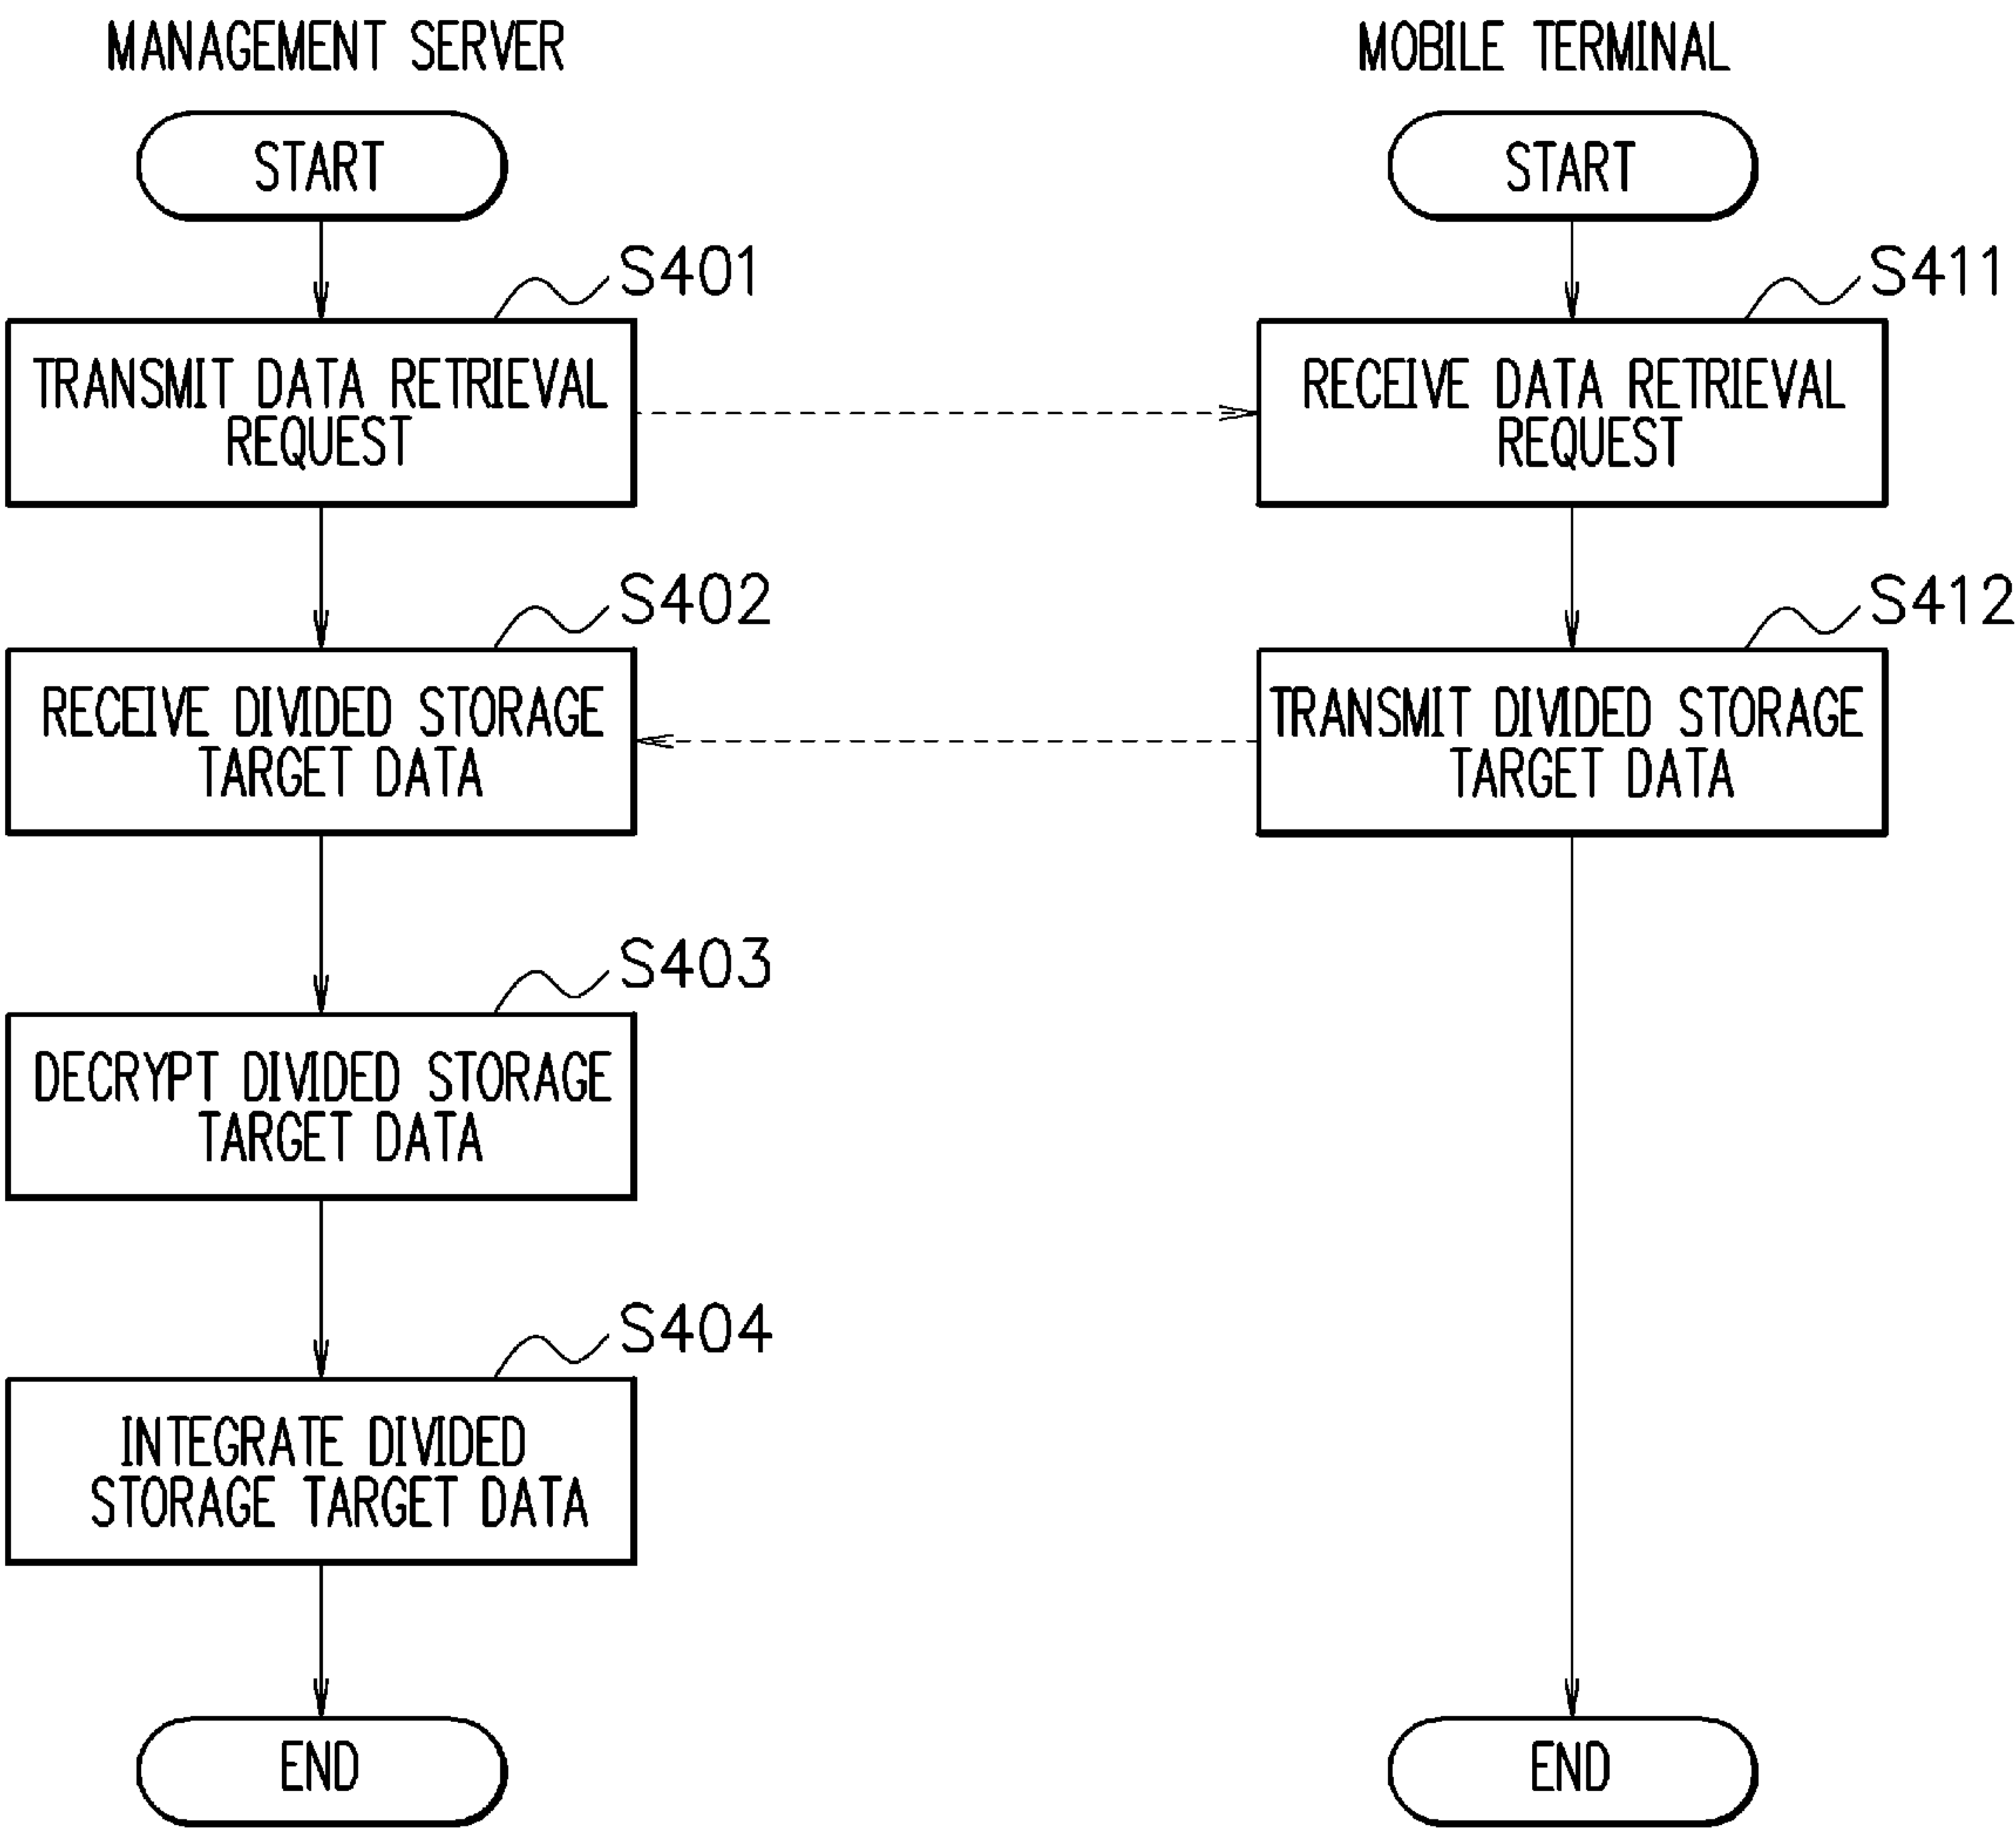 MANAGEMENT SERVER
START
S401
TRANSMIT DATA RETRIEVAL
REQUEST
S402
RECEIVE DIVIDED STORAGE
TARGET DATA
S403
DECRYPT DIVIDED STORAGE
TARGET DATA
S404
INTEGRATE DIVIDED
STORAGE TARGET DATA
END
MOBILE TERMINAL
START
S411
RECEIVE DATA RETRIEVAL
REQUEST
S412
TRANSMIT DIVIDED STORAGE
TARGET DATA
END